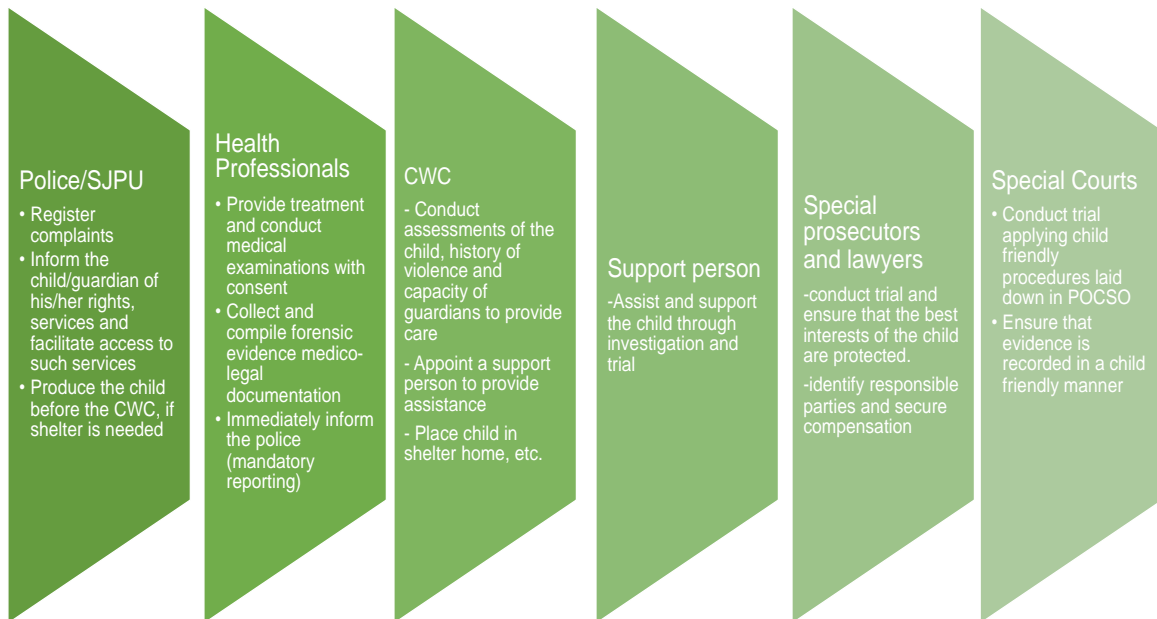 Police/SJPU
• Register
complaints
• Inform the
child/guardian of
his/her rights,
services and
facilitate access to
such services
• Produce the child
before the CWC, if
shelter is needed
Health
Professionals
• Provide treatment
and conduct
medical
examinations with
consent
• Collect and
compile forensic
evidence medico-
legal
documentation
• Immediately inform
the police
(mandatory
reporting)
CWC
- Conduct
assessments of the
child, history of
violence and
capacity of
guardians to provide
care
- Appoint a support
person to provide
assistance
- Place child in
shelter home, etc.
Support person
-Assist and support
the child through
investigation and
trial
Special
prosecutors
and lawyers
-conduct trial and
ensure that the best
interests of the child
are protected.
-identify responsible
parties and secure
compensation
Special Courts
• Conduct trial
applying child
friendly
procedures laid
down in POCSO
• Ensure that
evidence is
recorded in a child
friendly manner